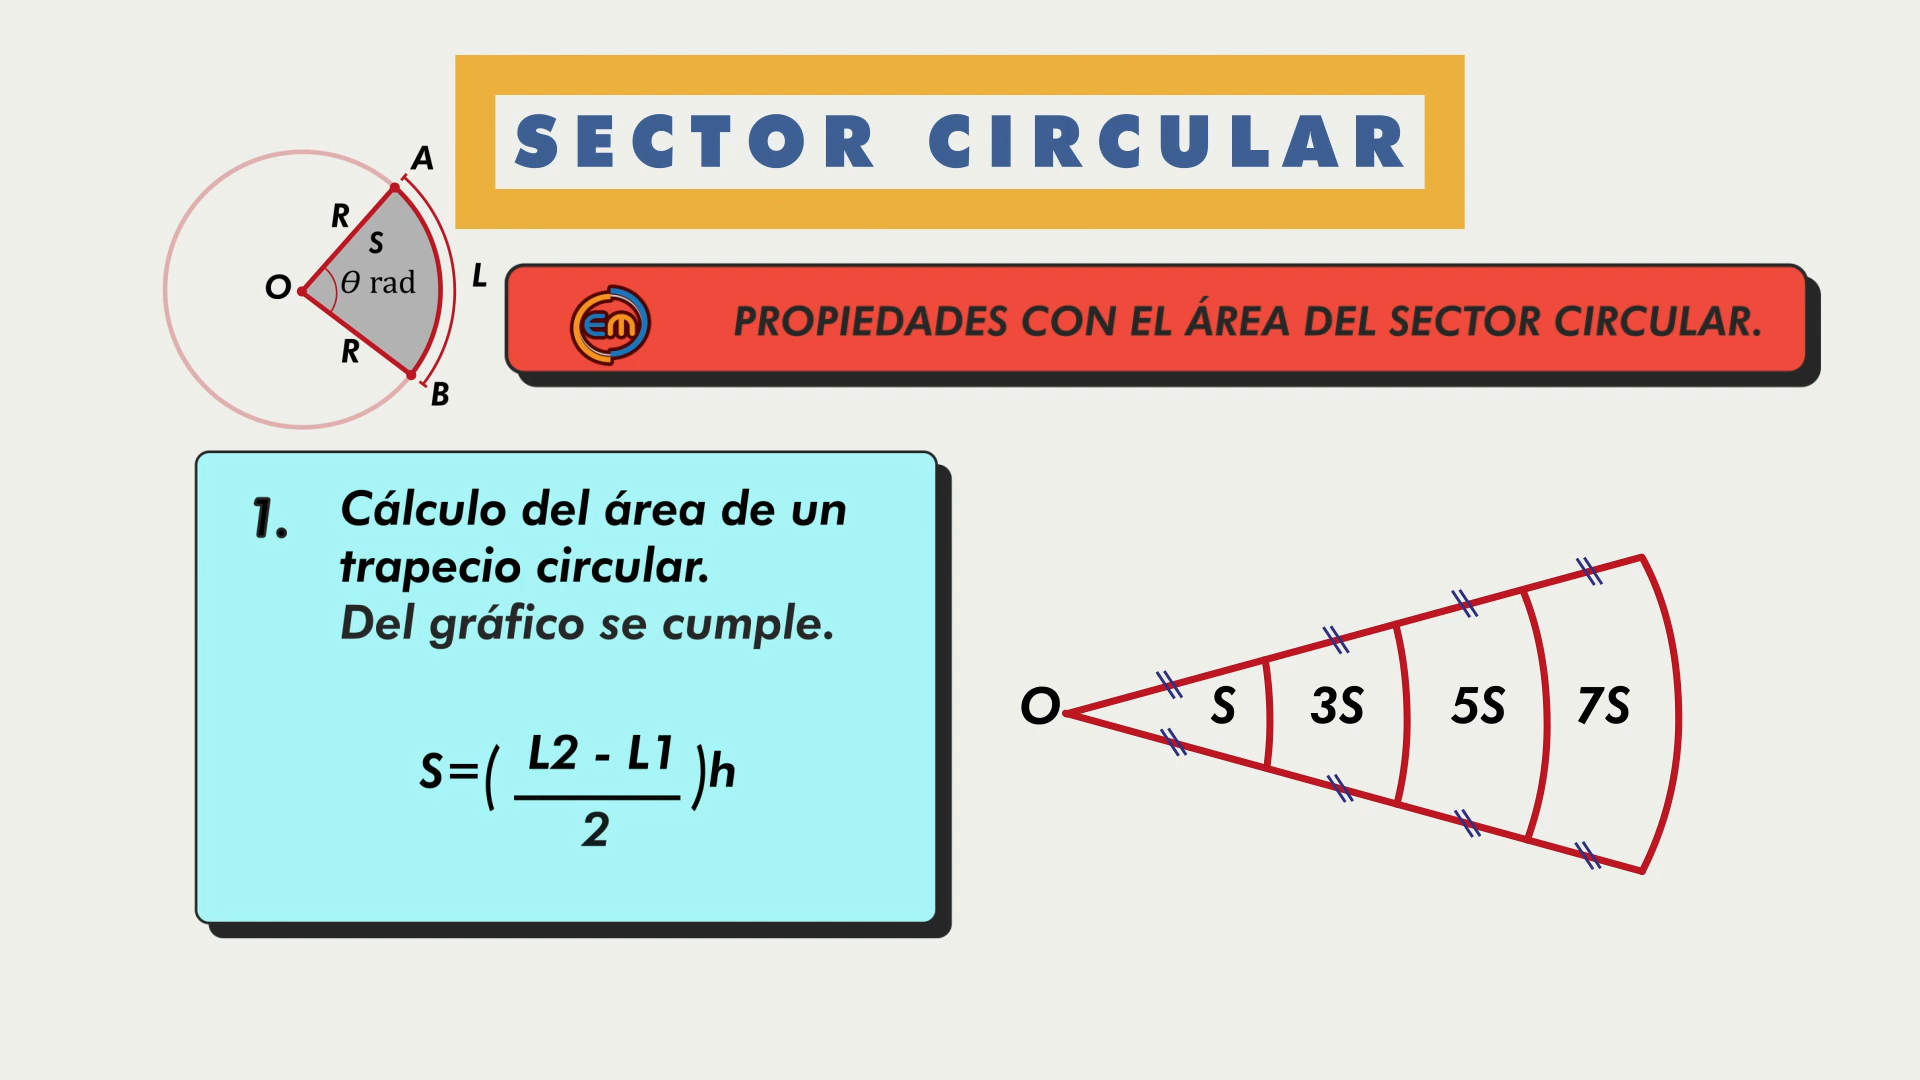 SECTOR CIRCULAR
A
R
S
O
θ rad
L
R
B
em
PROPIEDADES CON EL ÁREA DEL SECTOR CIRCULAR.
1. Cálculo del área de un
trapecio circular.
Del gráfico se cumple.
S=( L2 - L1 )h
2
O S 3S 5S 7S